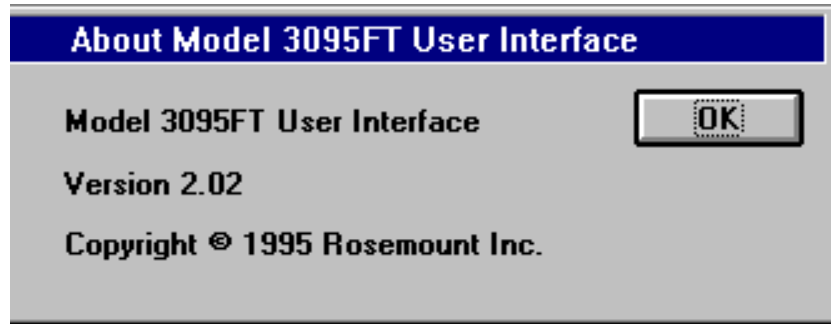 About Model 3095FT User Interface
Model 3095FT User Interface
OK
Version 2.02
Copyright © 1995 Rosemount Inc.